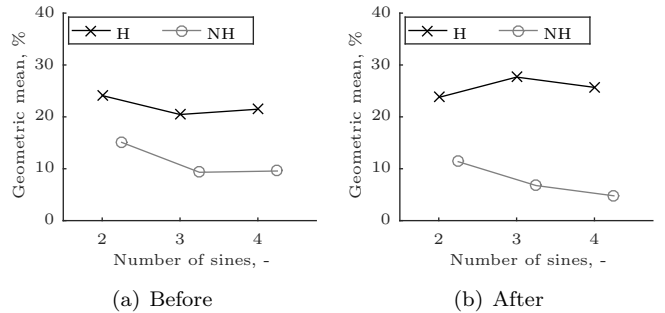 Geometric mean, %
40
30
20
10
0
H NH
2 3 4
Number of sines, -
(a) Before
Geometric mean, %
40
30
20
10
0
H NH
2 3 4
Number of sines, -
(b) After